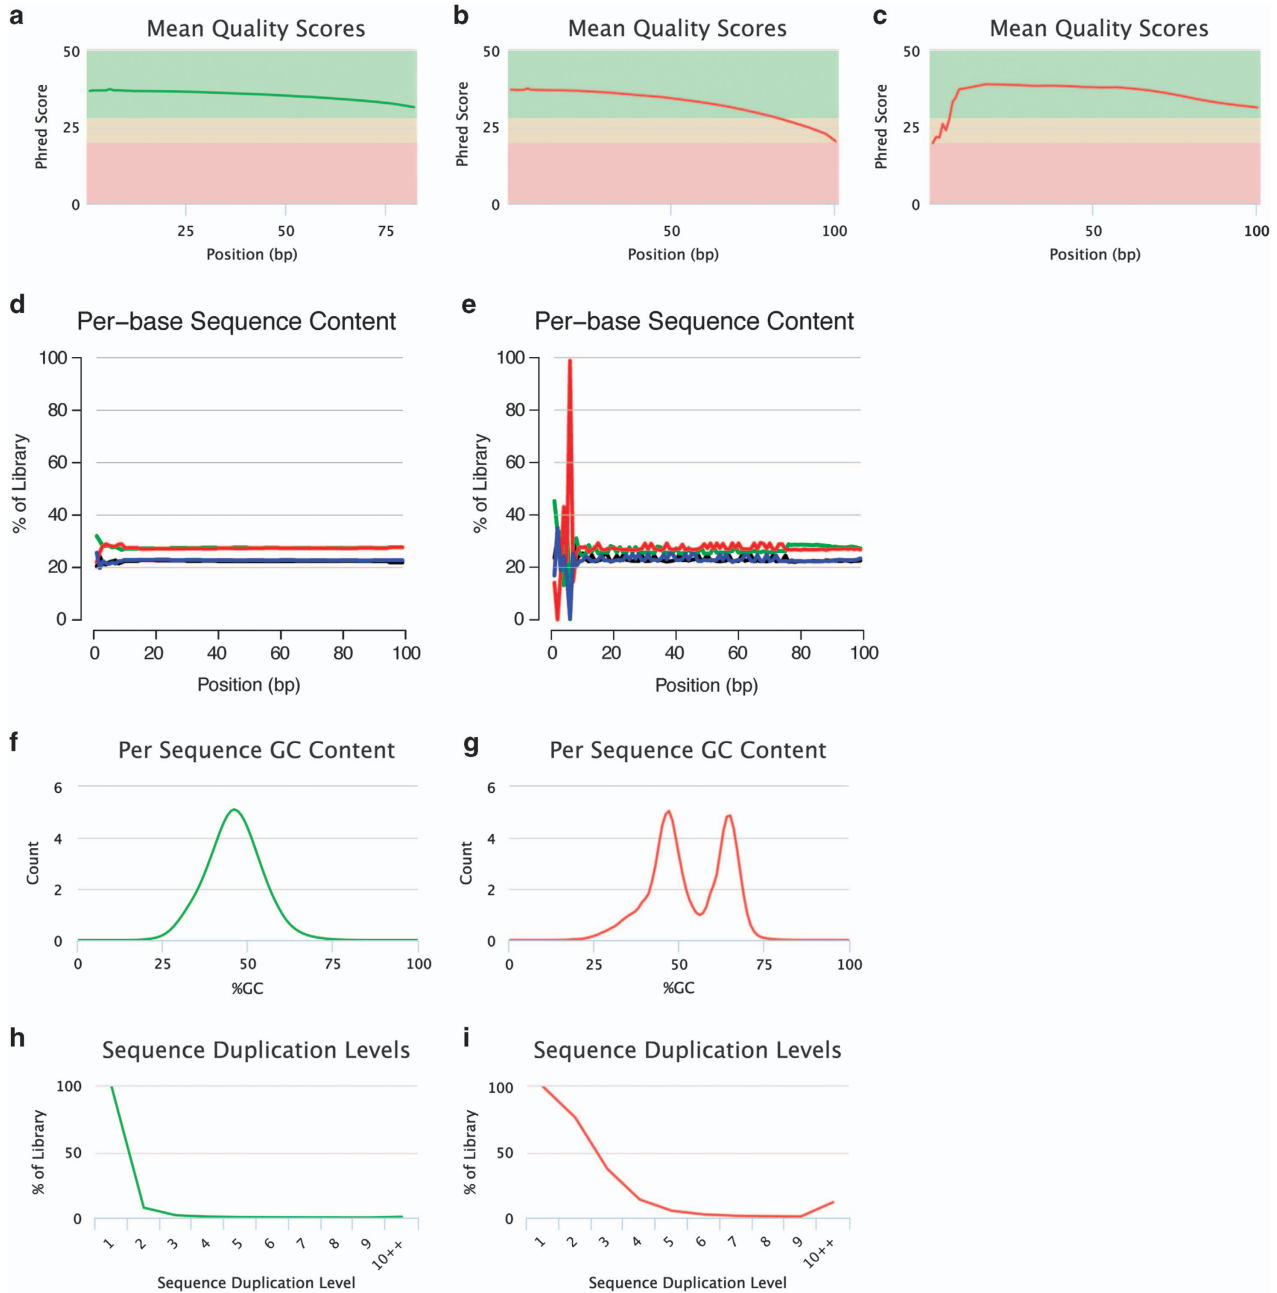 a
Mean Quality Scores
50
25
0
Phred Score
25
50
75
Position (bp)
b
Mean Quality Scores
50
25
0
Phred Score
50
100
Position (bp)
c
Mean Quality Scores
50
25
0
Phred Score
50
100
Position (bp)
d
Per-base Sequence Content
100
80
60
40
20
0
% of Library
0
20
40
60
80
100
Position (bp)
e
Per-base Sequence Content
100
80
60
40
20
0
% of Library
0
20
40
60
80
100
Position (bp)
f
Per Sequence GC Content
6
4
2
0
Count
0
25
50
75
100
%GC
g
Per Sequence GC Content
6
4
2
0
Count
0
25
50
75
100
%GC
h
Sequence Duplication Levels
100
50
0
% of Library
1
2
3
4
5
6
7
8
9
10++
Sequence Duplication Level
i
Sequence Duplication Levels
100
50
0
% of Library
1
2
3
4
5
6
7
8
9
10++
Sequence Duplication Level